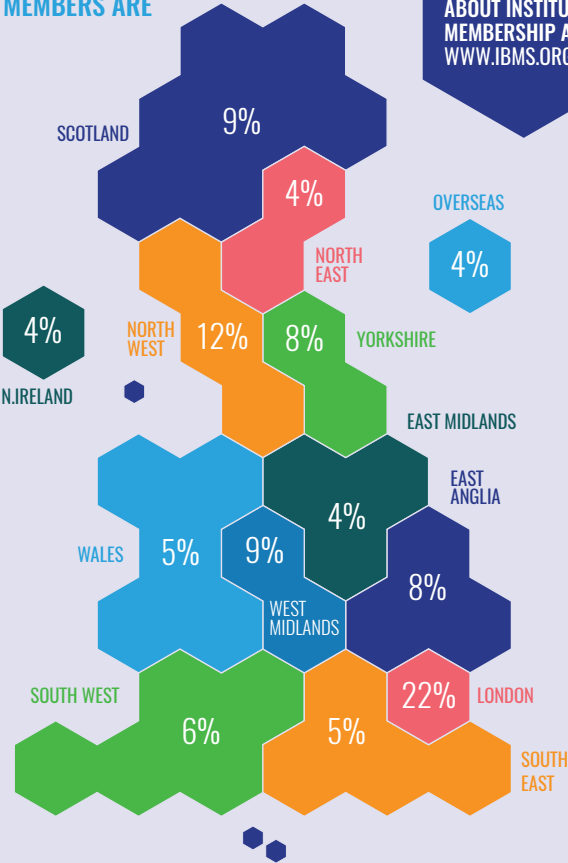 MEMBERS ARE
ABOUT INSTITU
MEMBERSHIP A
WWW.IBMS.ORG
SCOTLAND
9%
4%
NORTH
EAST
OVERSEAS
4%
4%
N.IRELAND
NORTH
WEST
12%
8%
YORKSHIRE
EAST MIDLANDS
4%
EAST
ANGLIA
8%
WALES
5%
9%
WEST
MIDLANDS
SOUTH WEST
6%
5%
22%
LONDON
SOUTH
EAST